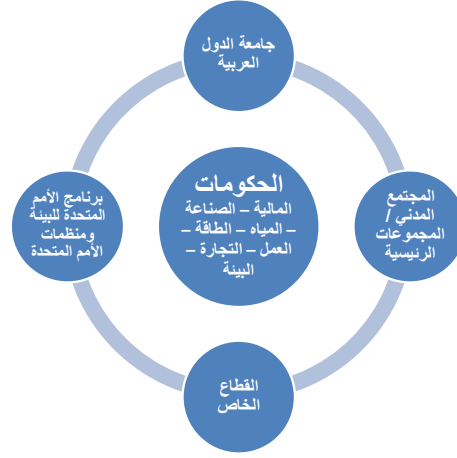 جامعة الدول
العربية
المجتمع
المدني /
المجموعات
الرئيسية
الحكومات
المالية – الصناعة
– المياه – الطاقة –
العمل – التجارة –
البيئة
برنامج الأمم
المتحدة للبيئة
ومنظمات
الأمم المتحدة
القطاع
الخاص